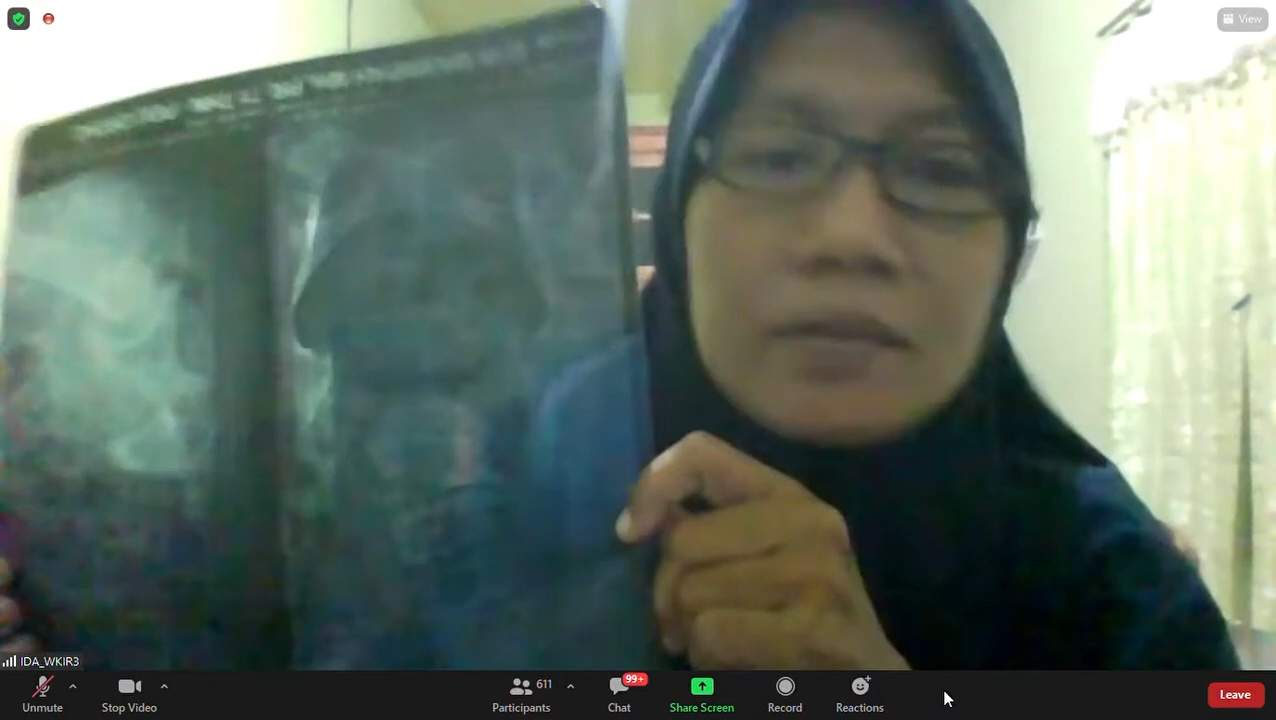 View
IDA_WKIR3
Unmute
Stop Video
611
Participants
99+
Chat
Share Screen
Record
Reactions
Leave